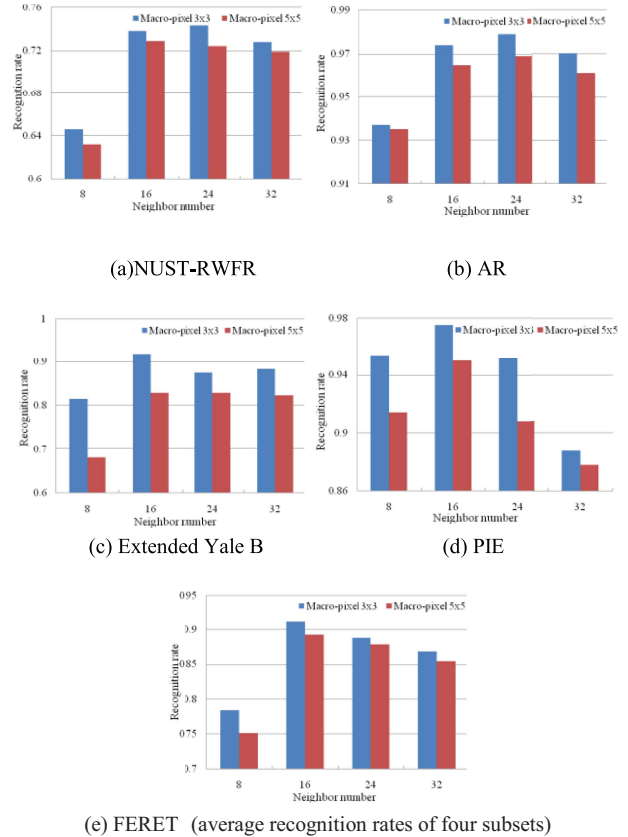 Macro-pixel 3x3 Macro-pixel 5x5
0.76
0.72
0.68
0.64
0.6
Recognition rate
8 16 24 32
Neighbor number
(a)NUST-RWFR
Macro-pixel 3x3 Macro-pixel 5x5
0.99
0.97
0.95
0.93
0.91
Recognition rate
8 16 24 32
Neighbor number
(b) AR
Macro-pixel 3x3 Macro-pixel 5x5
1
0.9
0.8
0.7
0.6
Recognition rate
8 16 24 32
Neighbor number
(c) Extended Yale B
Macro-pixel 3x3 Macro-pixel 5x5
0.98
0.94
0.9
0.86
Recognition rate
8 16 24 32
Neighbor number
(d) PIE
Macro-pixel 3x3 Macro-pixel 5x5
0.95
0.9
0.85
0.8
0.75
0.7
Recognition rate
8 16 24 32
Neighbor number
(e) FERET (average recognition rates of four subsets)